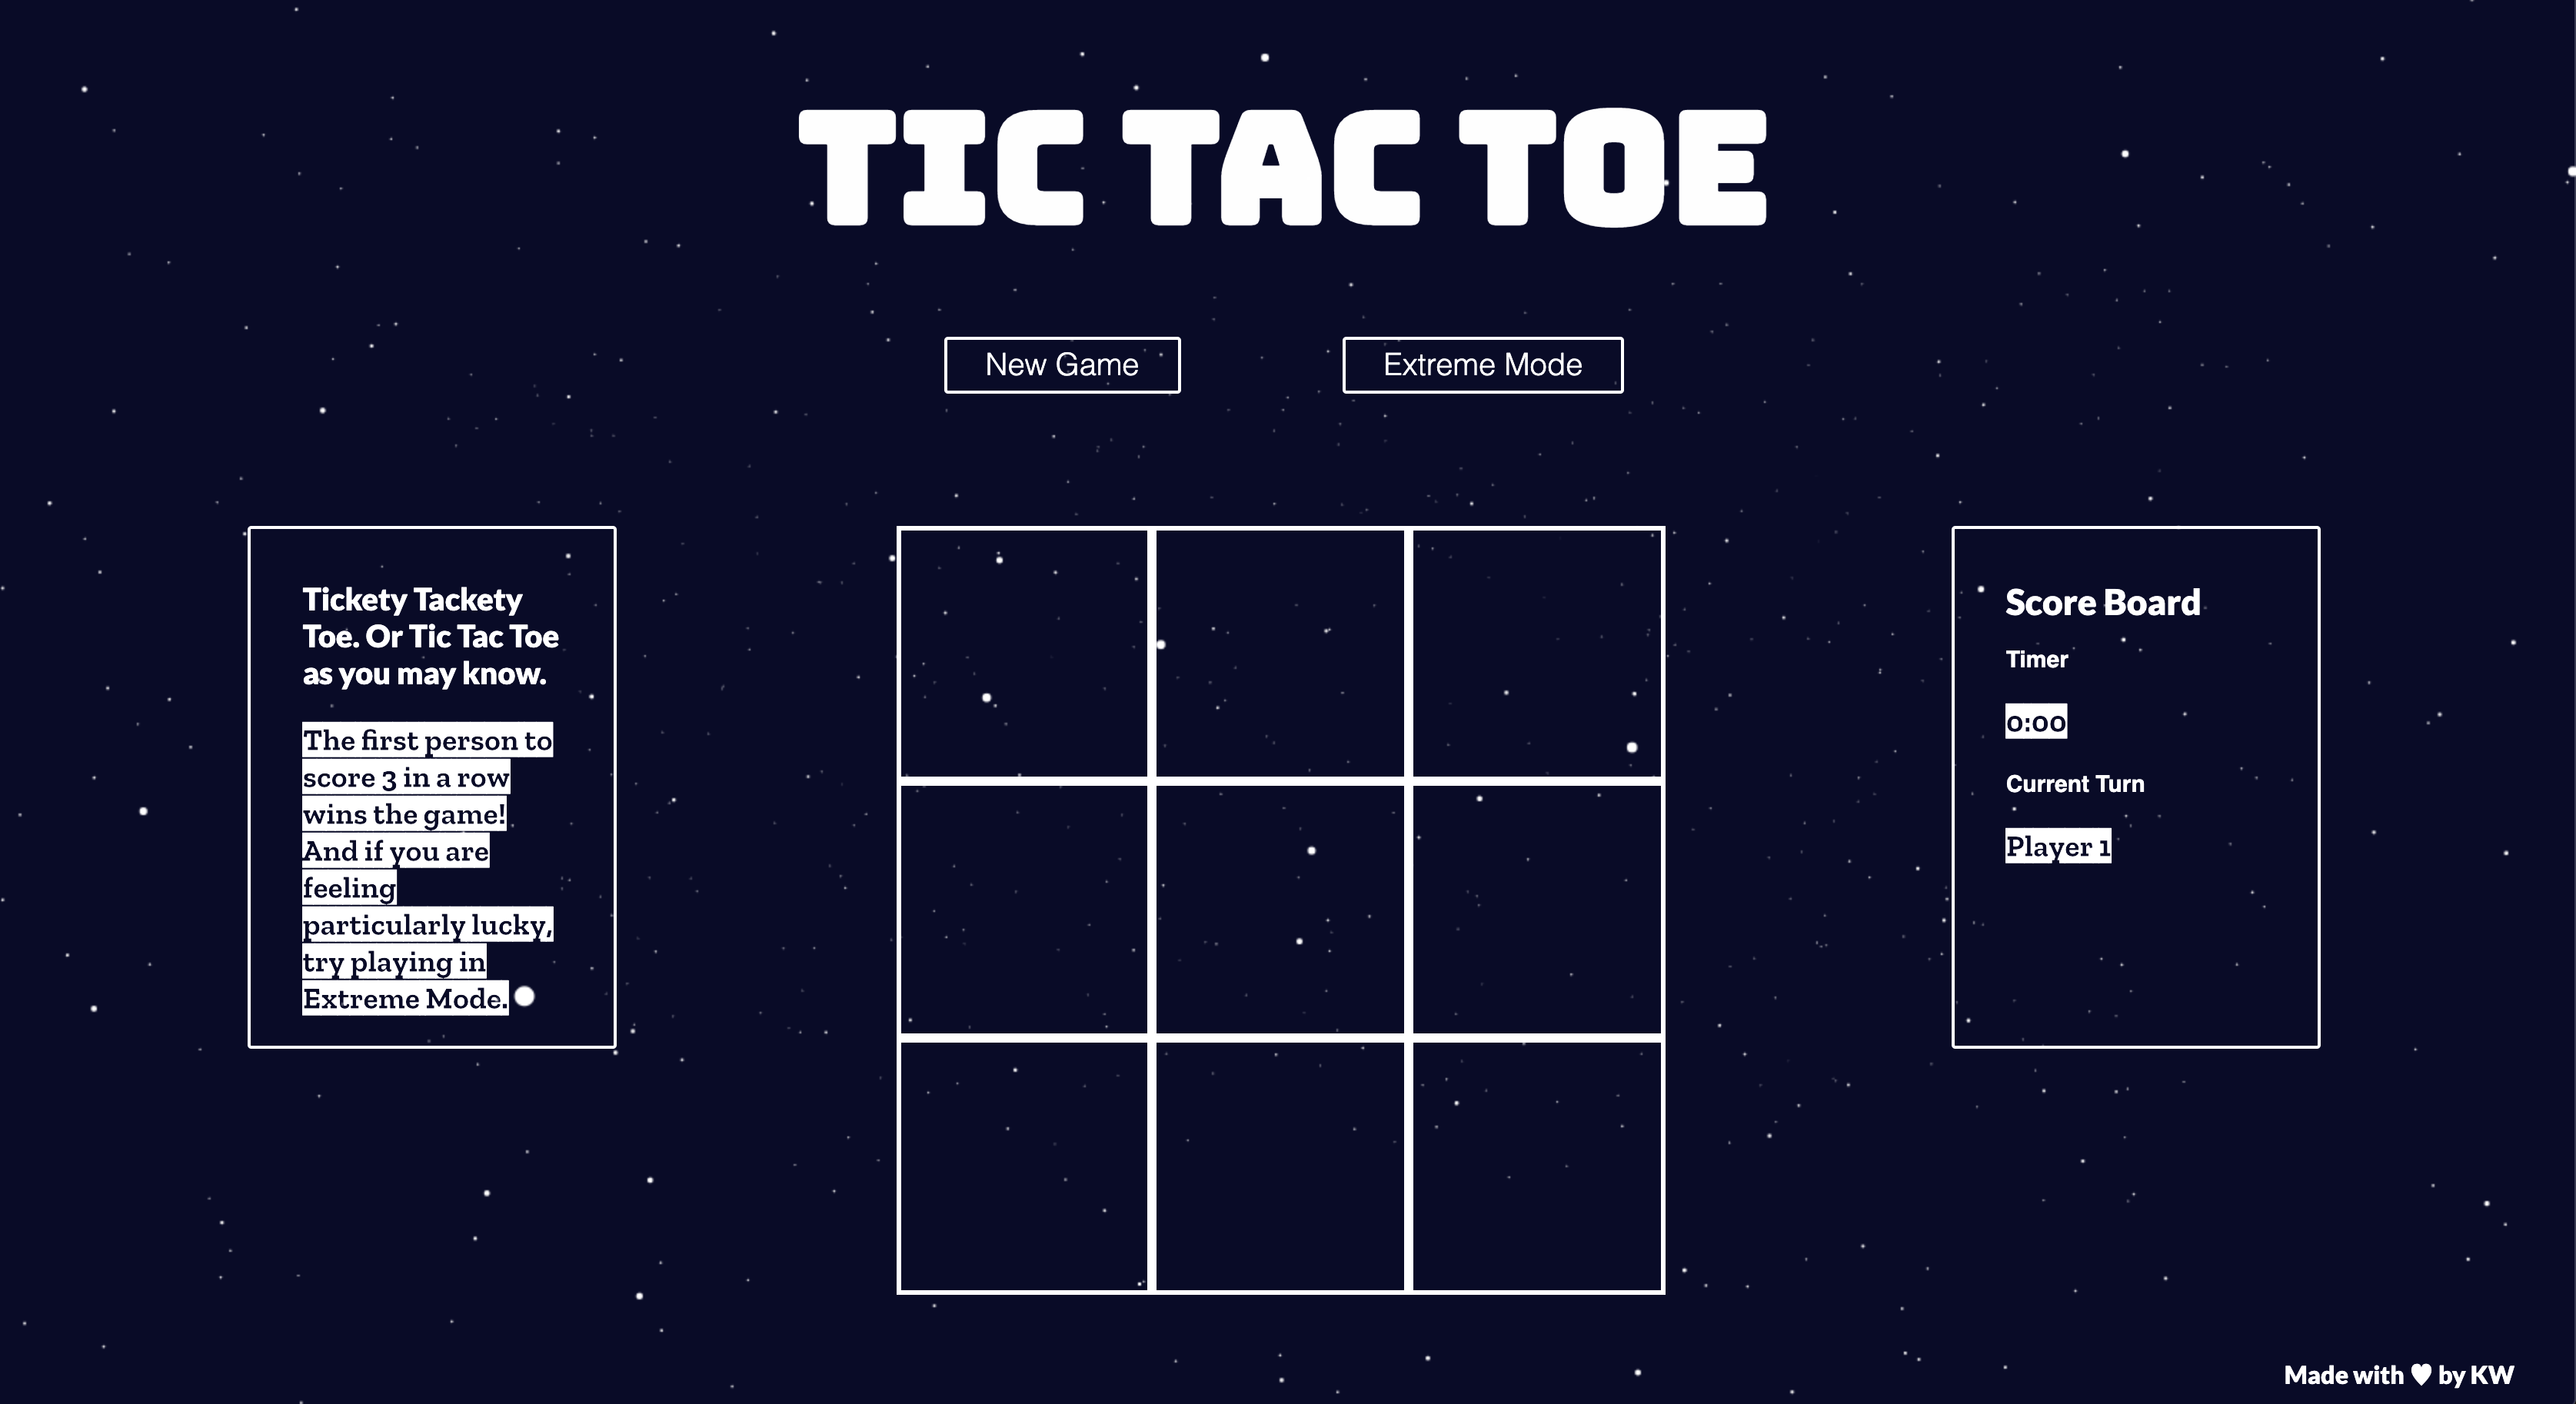 TIC TAC TOE
New Game
Extreme Mode
Tickety Tackety
Toe. Or Tic Tac Toe
as you may know.
The first person to
score 3 in a row
wins the game!
And if you are
feeling
particularly lucky,
try playing in
Extreme Mode.
Score Board
Timer
0:00
Current Turn
Player 1
Made with ♥ by KW